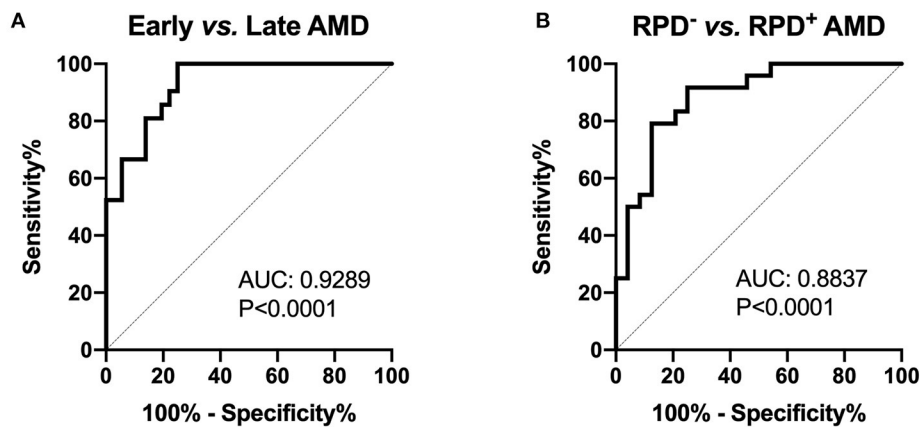 A
Early vs. Late AMD
100
80
60
40
20
0
Sensitivity%
AUC: 0.9289
P<0.0001
0 20 40 60 80 100
100% - Specificity%
B
RPD- vs. RPD+ AMD
100
80
60
40
20
0
Sensitivity%
AUC: 0.8837
P<0.0001
0 20 40 60 80 100
100% - Specificity%